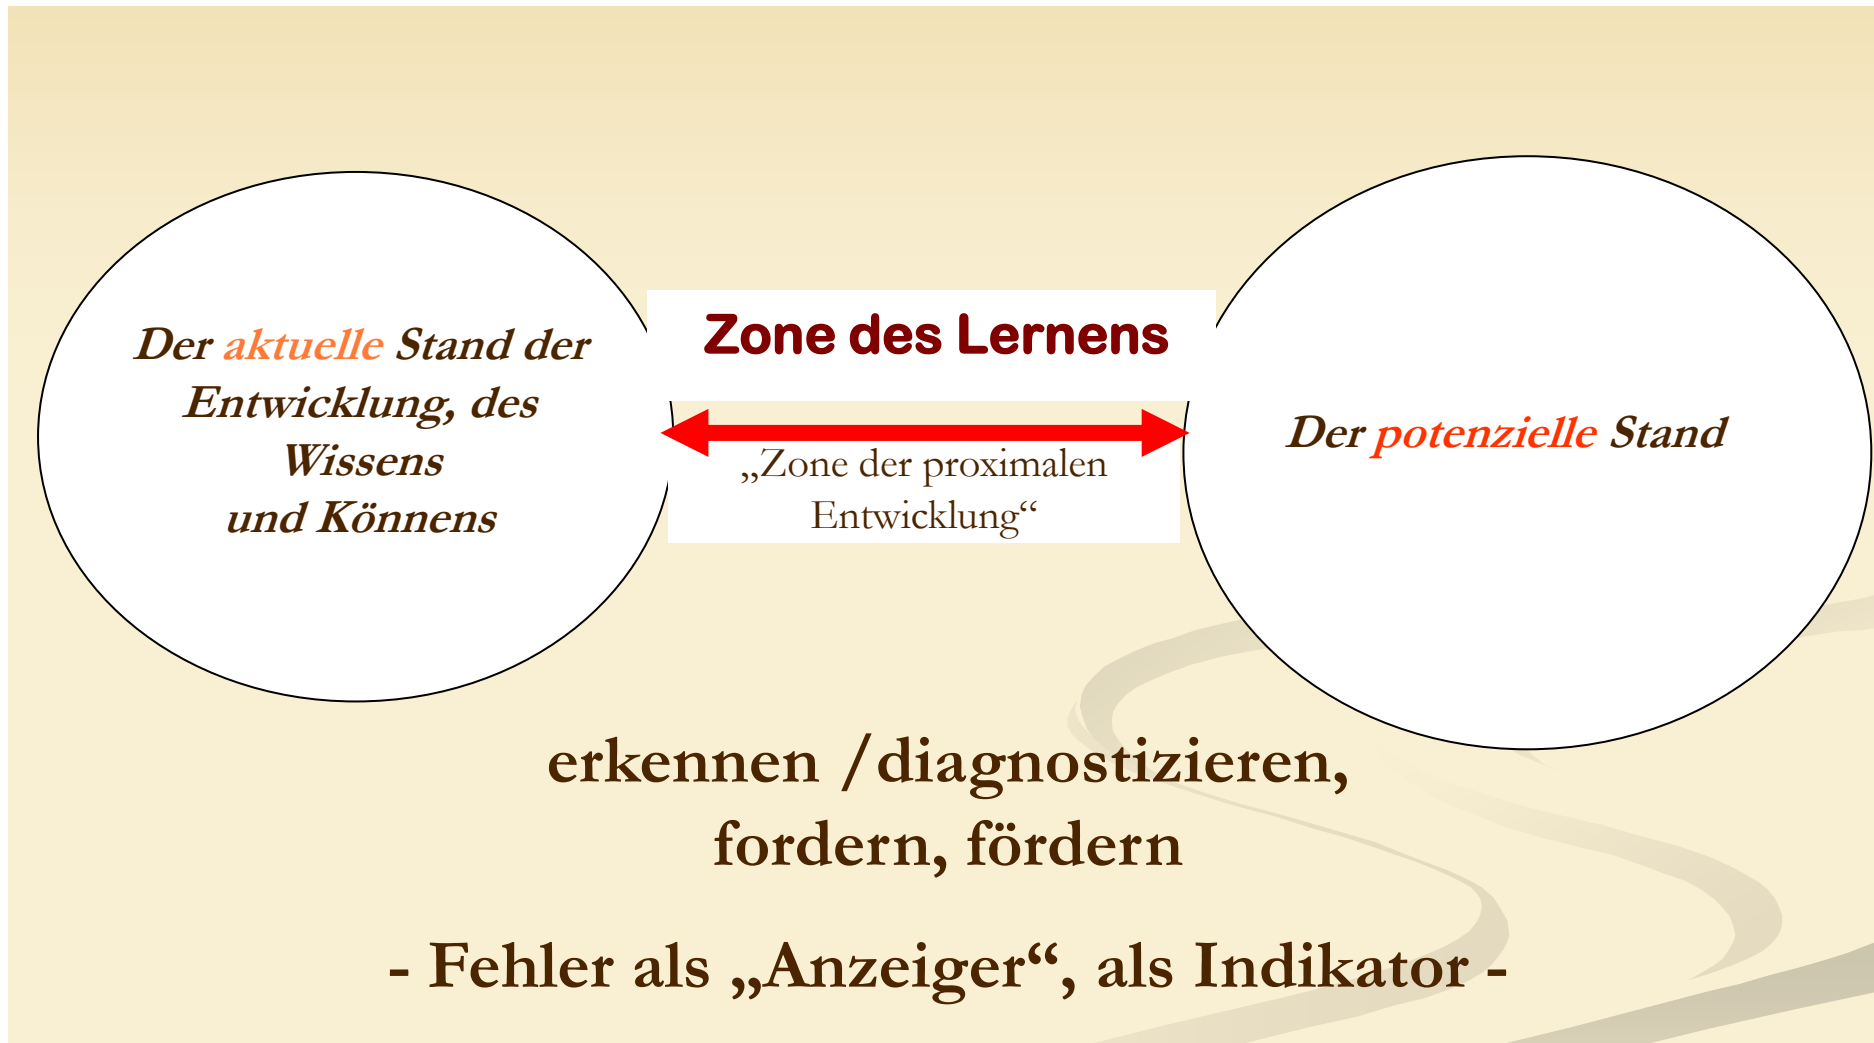 Der aktuelle Stand der
Entwicklung, des
Wissens
und Könnens
Zone des Lernens
„Zone der proximalen
Entwicklung“
Der potenzielle Stand
erkennen /diagnostizieren,
fordern, fördern
- Fehler als „Anzeiger“, als Indikator -